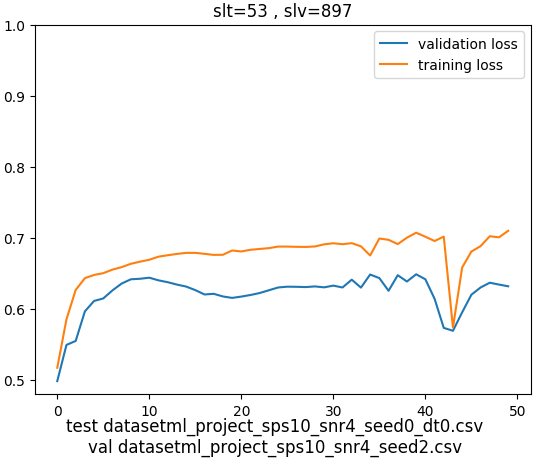 slt=53 , slv=897
1.0
0.9
0.8
0.7
0.6
0.5
validation loss
training loss
0
10
20
30
40
50
test datasetml_project_sps10_snr4_seed0_dt0.csv
val datasetml_project_sps10_snr4_seed2.csv